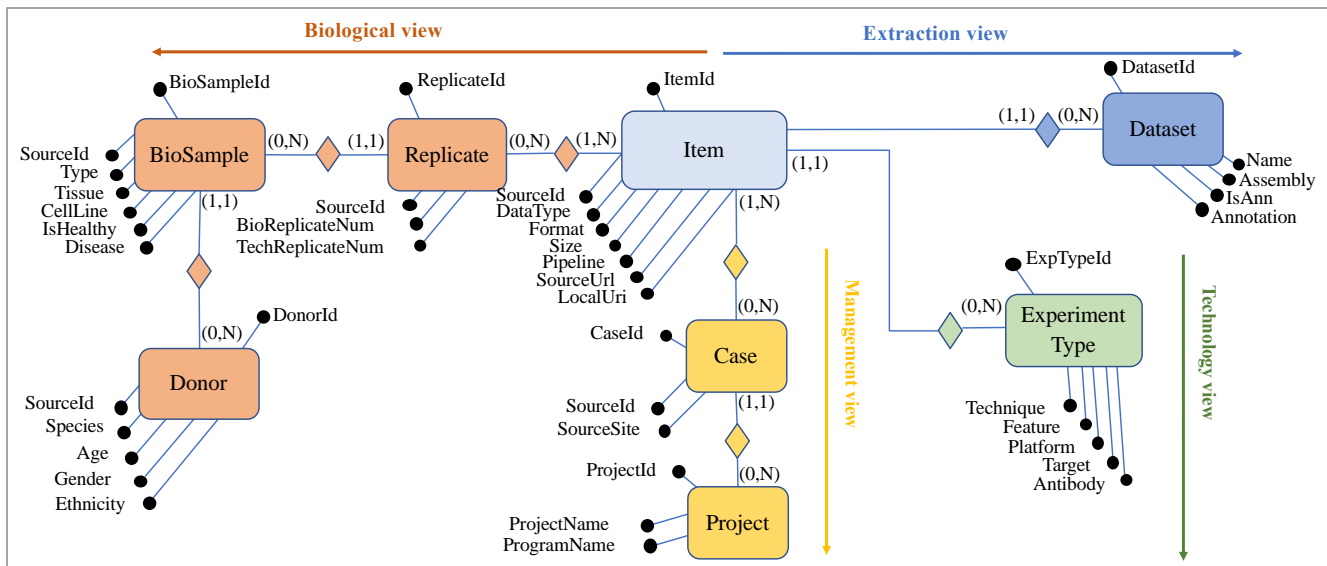 Biological view
Extraction view
BioSampleId
ReplicateId
ItemId
DatasetId
BioSample
(0,N)
(1,1)
Replicate
(0,N)
(1,N)
Item
(1,1)
(1,1)
(0,N)
Dataset
SourceId
Type
Tissue
CellLine
IsHealthy
Disease
(1,1)
SourceId
BioReplicateNum
TechReplicateNum
SourceId
DataType
Format
Size
Pipeline
SourceUrl
LocalUri
(1,N)
Name
Assembly
IsAnn
Annotation
(0,N)
DonorId
Donor
SourceId
Species
Age
Gender
Ethnicity
(0,N)
CaseId
Case
SourceId
SourceSite
(1,1)
ProjectId
(0,N)
Project
ProjectName
ProgramName
Management view
ExpTypeId
(0,N)
Experiment
Type
Technique
Feature
Platform
Target
Antibody
Technology view